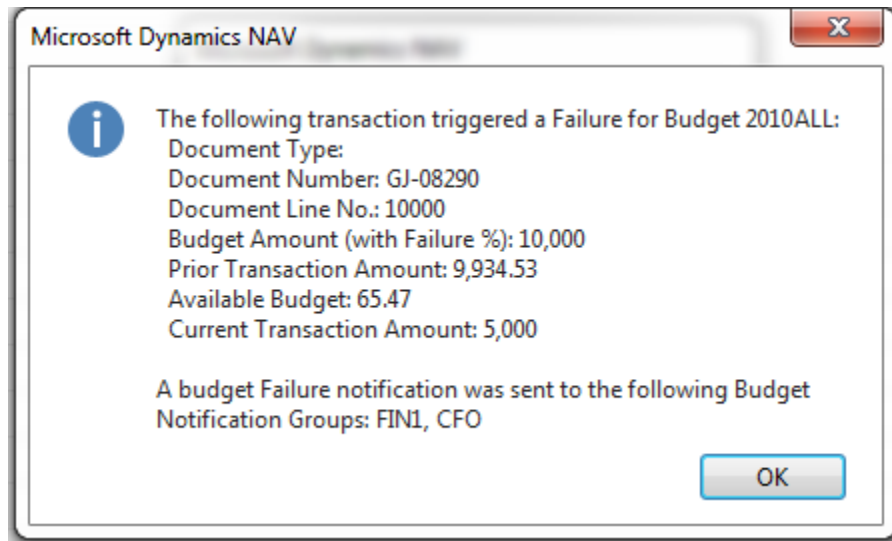 Microsoft Dynamics NAV
The following transaction triggered a Failure for Budget 2010ALL:
Document Type:
Document Number: GJ-08290
Document Line No.: 10000
Budget Amount (with Failure %): 10,000
Prior Transaction Amount: 9,934.53
Available Budget: 65.47
Current Transaction Amount: 5,000
A budget Failure notification was sent to the following Budget
Notification Groups: FIN1, CFO
OK